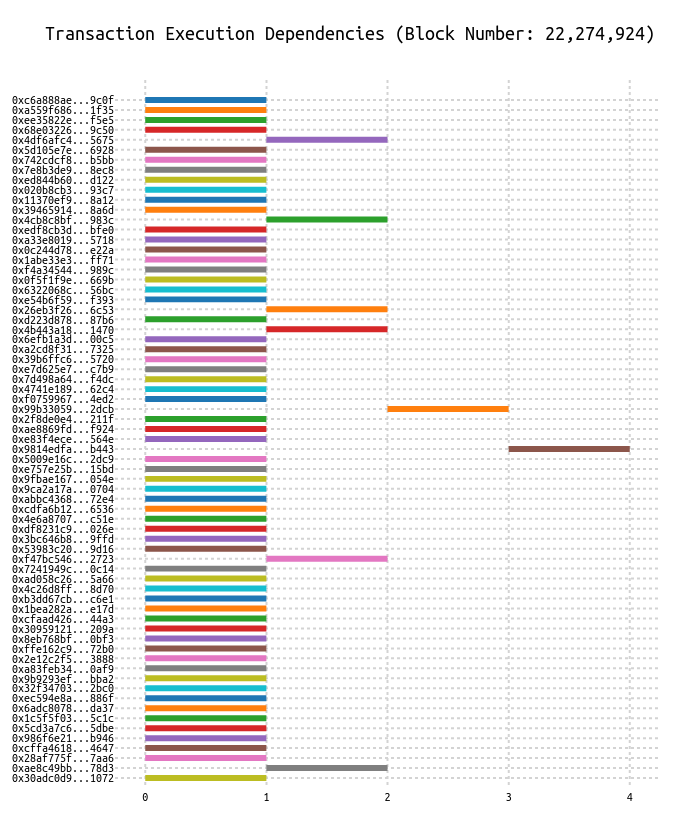 Transaction Execution Dependencies (Block Number: 22,274,924)
0xc6a888ae...9c0f
0xa559f686...1f35
0xee35822e...f5e5
0x68e03226...9c50
0x4df6afc4...5675
0x5d105e7e...6928
0x742cdcf8...b5bb
0x7e8b3de9...8ec8
0xed844b60...d122
0x020b8cb3...93c7
0x11370ef9...8a12
0x39465914...8a6d
0x4cb8c8bf...983c
0xedf8cb3d...bfe0
0xa33e8019...5718
0x0c244d78...e22a
0x1abe33e3...ff71
0xf4a34544...989c
0x0f5f1f9e...669b
0x6322068c...56bc
0xe54b6f59...f393
0x26eb3f26...6c53
0xd223d878...87b6
0x4b443a18...1470
0x6efb1a3d...00c5
0xa2cd8f31...7325
0x39b6ffc6...5720
0xe7d625e7...c7b9
0x7d498a64...f4dc
0x4741e189...62c4
0xf0759967...4ed2
0x99b33059...2dcb
0x2f8de0e4...211f
0xae8869fd...f924
0xe83f4ece...564e
0x9814edfa...b443
0x5009e16c...2dc9
0xe757e25b...15bd
0x9fbae167...054e
0x9ca2a17a...0704
0xabbc4368...72e4
0xcdfa6b12...6536
0x4e6a8707...c51e
0xdf8231c9...026e
0x3bc646b8...9ffd
0x53983c20...9d16
0xf47bc546...2723
0x7241949c...0c14
0xad058c26...5a66
0x4c26d8ff...8d70
0xb3dd67cb...c6e1
0x1bea282a...e17d
0xcfaad426...44a3
0x30959121...209a
0x8eb768bf...0bf3
0xffe162c9...72b0
0x2e12c2f5...3888
0xa83feb34...0af9
0x9b9293ef...bba2
0x32f34703...2bc0
0xec594e8a...886f
0x6adc8078...da37
0x1c5f5f03...5c1c
0x5cd3a7c6...5dbe
0x986f6e21...b946
0xcffa4618...4647
0x28af775f...7aa6
0xae8c49bb...78d3
0x30adc0d9...1072
0 1 2 3 4